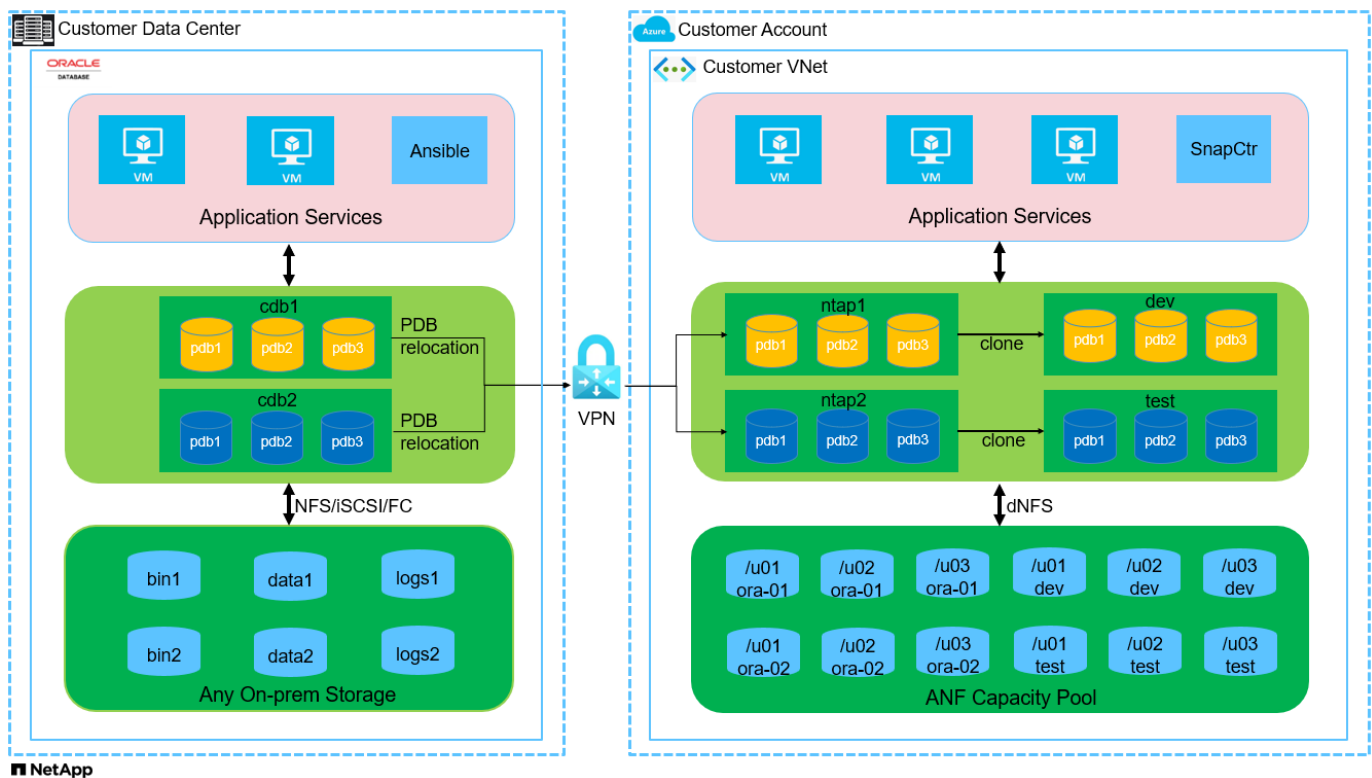 Customer Data Center
ORACLE
DATABASE
VM
VM
Ansible
Application Services
cdb1
pdb1
pdb2
pdb3
PDB
relocation
cdb2
pdb1
pdb2
pdb3
PDB
relocation
NFS/iSCSI/FC
bin1
data1
logs1
bin2
data2
logs2
Any On-prem Storage
VPN
Azure
Customer Account
Customer VNet
VM
VM
VM
SnapCtr
Application Services
ntap1
pdb1
pdb2
pdb3
clone
dev
pdb1
pdb2
pdb3
ntap2
pdb1
pdb2
pdb3
clone
test
pdb1
pdb2
pdb3
dNFS
/u01
ora-01
/u02
ora-01
/u03
ora-01
/u01
dev
/u02
dev
/u03
dev
/u01
ora-02
/u02
ora-02
/u03
ora-02
/u01
test
/u02
test
/u03
test
ANF Capacity Pool
NetApp